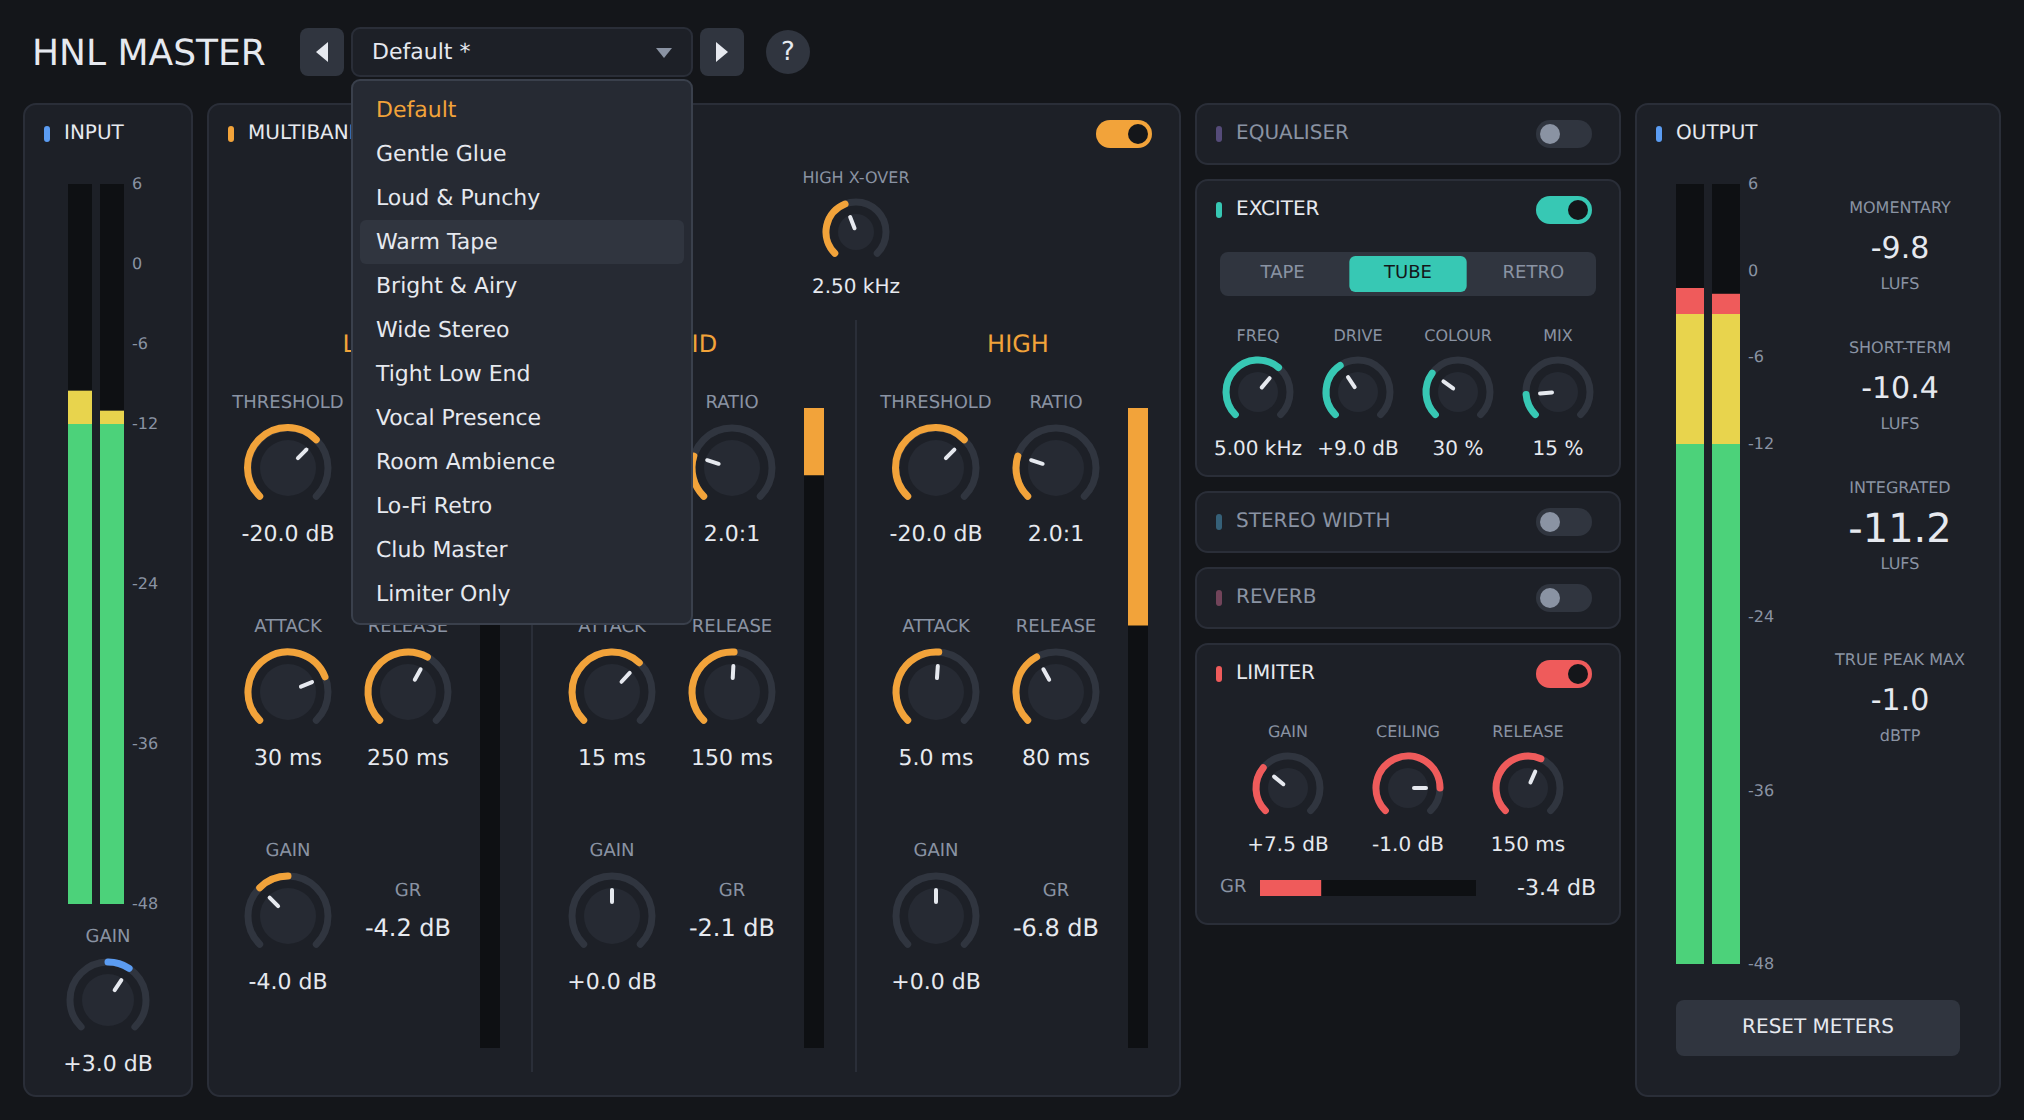 HNL MASTER
Default *
?
Default
Gentle Glue
Loud & Punchy
Warm Tape
Bright & Airy
Wide Stereo
Tight Low End
Vocal Presence
Room Ambience
Lo-Fi Retro
Club Master
Limiter Only
INPUT
6
0
-6
-12
-24
-36
-48
GAIN
+3.0 dB
MULTIBAN
HIGH X-OVER
2.50 kHz
L
ID
HIGH
THRESHOLD
RATIO
THRESHOLD
RATIO
-20.0 dB
2.0:1
-20.0 dB
2.0:1
ATTACK
RELEASE
ATTACK
RELEASE
ATTACK
RELEASE
30 ms
250 ms
15 ms
150 ms
5.0 ms
80 ms
GAIN
GR
GAIN
GR
GAIN
GR
-4.2 dB
-2.1 dB
-6.8 dB
-4.0 dB
+0.0 dB
+0.0 dB
EQUALISER
EXCITER
TAPE
TUBE
RETRO
FREQ
DRIVE
COLOUR
MIX
5.00 kHz
+9.0 dB
30 %
15 %
STEREO WIDTH
REVERB
LIMITER
GAIN
CEILING
RELEASE
+7.5 dB
-1.0 dB
150 ms
GR
-3.4 dB
OUTPUT
6
0
-6
-12
-24
-36
-48
MOMENTARY
-9.8
LUFS
SHORT-TERM
-10.4
LUFS
INTEGRATED
-11.2
LUFS
TRUE PEAK MAX
-1.0
dBTP
RESET METERS